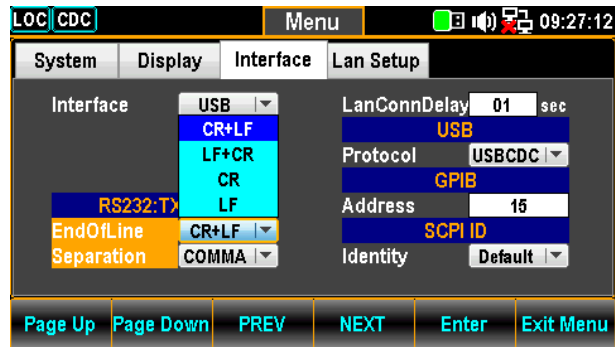 LOC CDC Menu 09:27:12
System Display Interface Lan Setup
Interface USB LanConnDelay 01 sec
CR+LF USB
LF+CR Protocol USBCDC
CR GPIB
RS232:TX LF Address 15
EndOfLine CR+LF SCPI ID
Separation COMMA Identity Default
Page Up Page Down PREV NEXT Enter Exit Menu